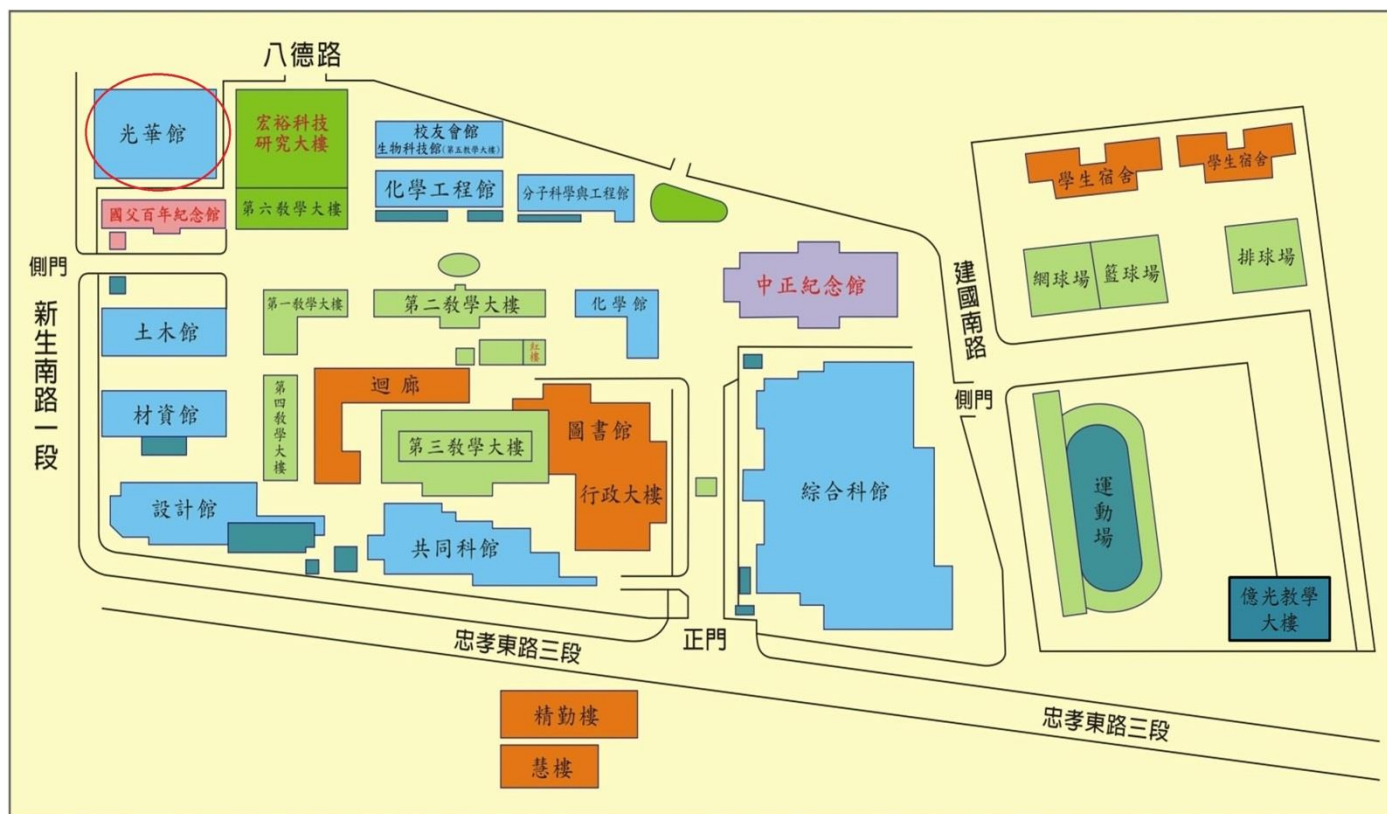 八德路
光華館
宏裕科技
研究大樓
校友會館
生物科技館(第五教學大樓)
化學工程館
分子科學與工程館
國父百年紀念館
第六教學大樓
學生宿舍
學生宿舍
側門
中正紀念館
建國南路
網球場
籃球場
排球場
新生南路一段
第一教學大樓
第二教學大樓
化學館
土木館
紅樓
迴廊
側門
材資館
第四教學大樓
第三教學大樓
圖書館
行政大樓
綜合科館
運動場
設計館
共同科館
億光教學
大樓
忠孝東路三段
正門
精勤樓
忠孝東路三段
慧樓